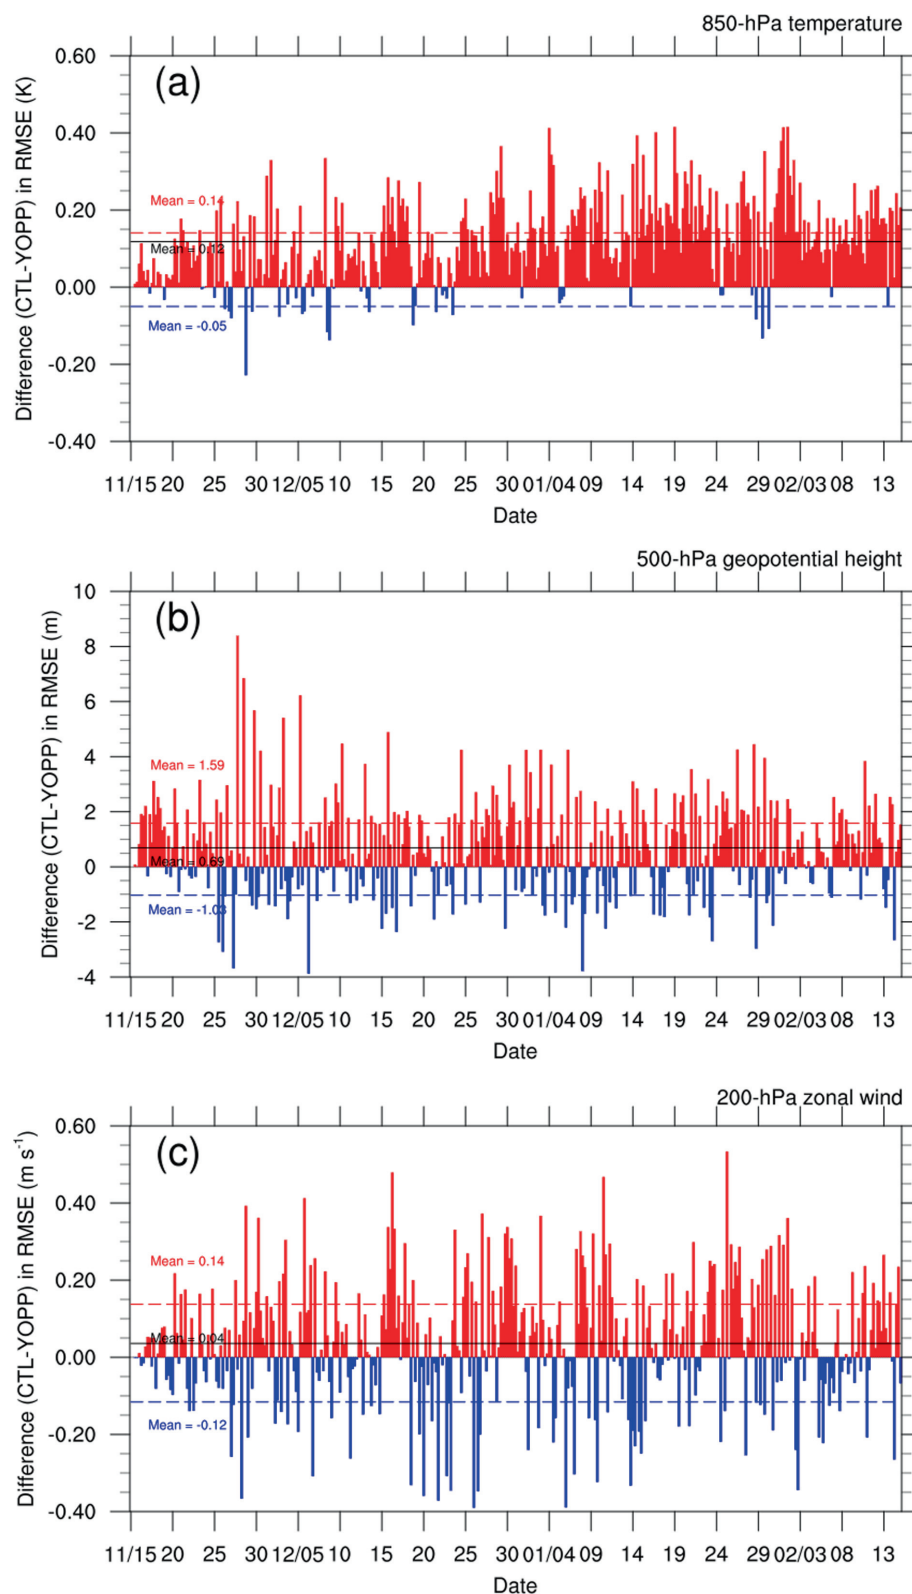 850-hPa temperature
(a)
Difference (CTL-YOPP) in RMSE (K)
0.60
0.40
0.20
0.00
-0.20
-0.40
Mean = 0.14
Mean = 0.12
Mean = -0.05
11/15 20 25 30 12/05 10 15 20 25 30 01/04 09 14 19 24 29 02/03 08 13
Date
500-hPa geopotential height
(b)
Difference (CTL-YOPP) in RMSE (m)
10
8
6
4
2
0
-2
-4
Mean = 1.59
Mean = 0.69
Mean = -1.03
11/15 20 25 30 12/05 10 15 20 25 30 01/04 09 14 19 24 29 02/03 08 13
Date
200-hPa zonal wind
(c)
Difference (CTL-YOPP) in RMSE (m s⁻¹)
0.60
0.40
0.20
0.00
-0.20
-0.40
Mean = 0.14
Mean = 0.04
Mean = -0.12
11/15 20 25 30 12/05 10 15 20 25 30 01/04 09 14 19 24 29 02/03 08 13
Date